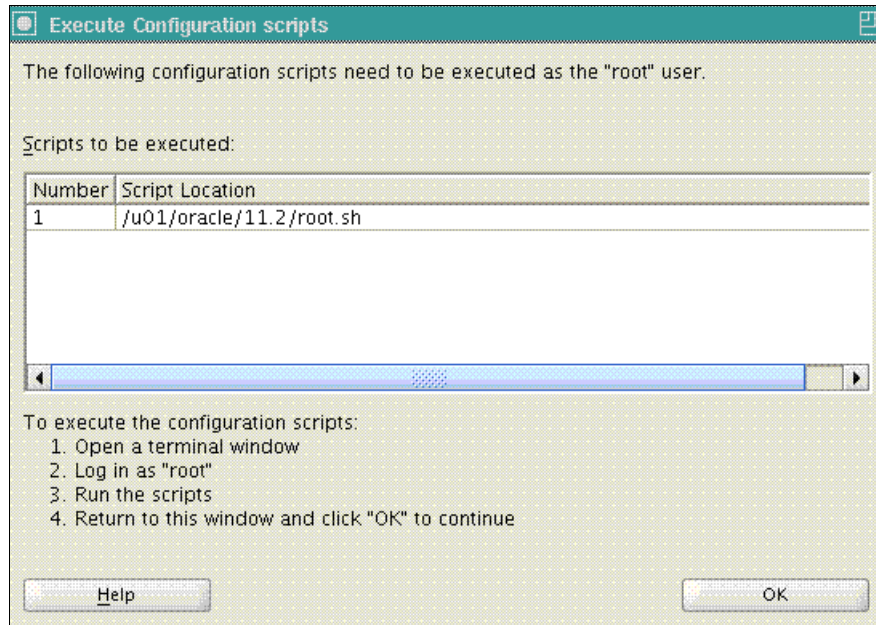 Execute Configuration scripts
The following configuration scripts need to be executed as the "root" user.
Scripts to be executed:
Number Script Location
1 /u01/oracle/11.2/root.sh
To execute the configuration scripts:
1. Open a terminal window
2. Log in as "root"
3. Run the scripts
4. Return to this window and click "OK" to continue
Help OK